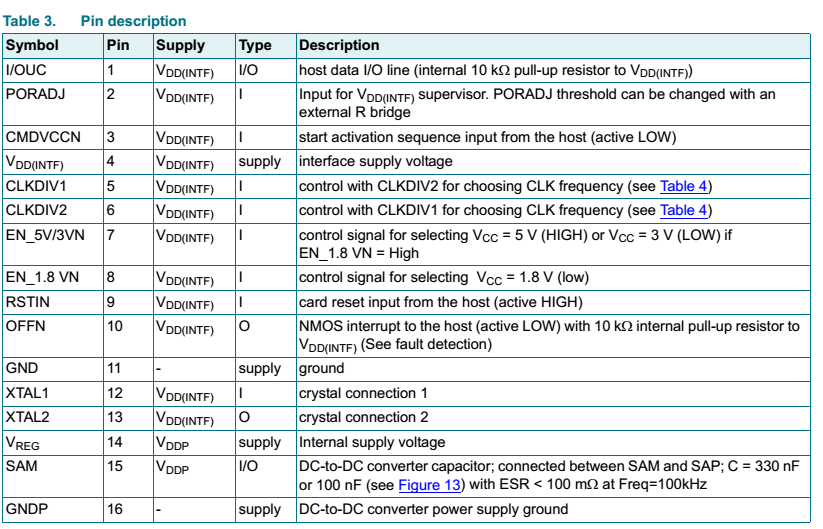 Table 3. Pin description
Symbol Pin Supply Type Description
I/OUC 1 VDD(INTF) I/O host data I/O line (internal 10 kΩ pull-up resistor to VDD(INTF))
PORADJ 2 VDD(INTF) I Input for VDD(INTF) supervisor. PORADJ threshold can be changed with an
external R bridge
CMDVCCN 3 VDD(INTF) I start activation sequence input from the host (active LOW)
VDD(INTF) 4 VDD(INTF) supply interface supply voltage
CLKDIV1 5 VDD(INTF) I control with CLKDIV2 for choosing CLK frequency (see Table 4)
CLKDIV2 6 VDD(INTF) I control with CLKDIV1 for choosing CLK frequency (see Table 4)
EN_5V/3VN 7 VDD(INTF) I control signal for selecting VCC = 5 V (HIGH) or VCC = 3 V (LOW) if
EN_1.8 VN = High
EN_1.8 VN 8 VDD(INTF) I control signal for selecting VCC = 1.8 V (low)
RSTIN 9 VDD(INTF) I card reset input from the host (active HIGH)
OFFN 10 VDD(INTF) O NMOS interrupt to the host (active LOW) with 10 kΩ internal pull-up resistor to
VDD(INTF) (See fault detection)
GND 11 - supply ground
XTAL1 12 VDD(INTF) I crystal connection 1
XTAL2 13 VDD(INTF) O crystal connection 2
VREG 14 VDDP supply Internal supply voltage
SAM 15 VDDP I/O DC-to-DC converter capacitor; connected between SAM and SAP; C = 330 nF
or 100 nF (see Figure 13) with ESR < 100 mΩ at Freq=100kHz
GNDP 16 - supply DC-to-DC converter power supply ground